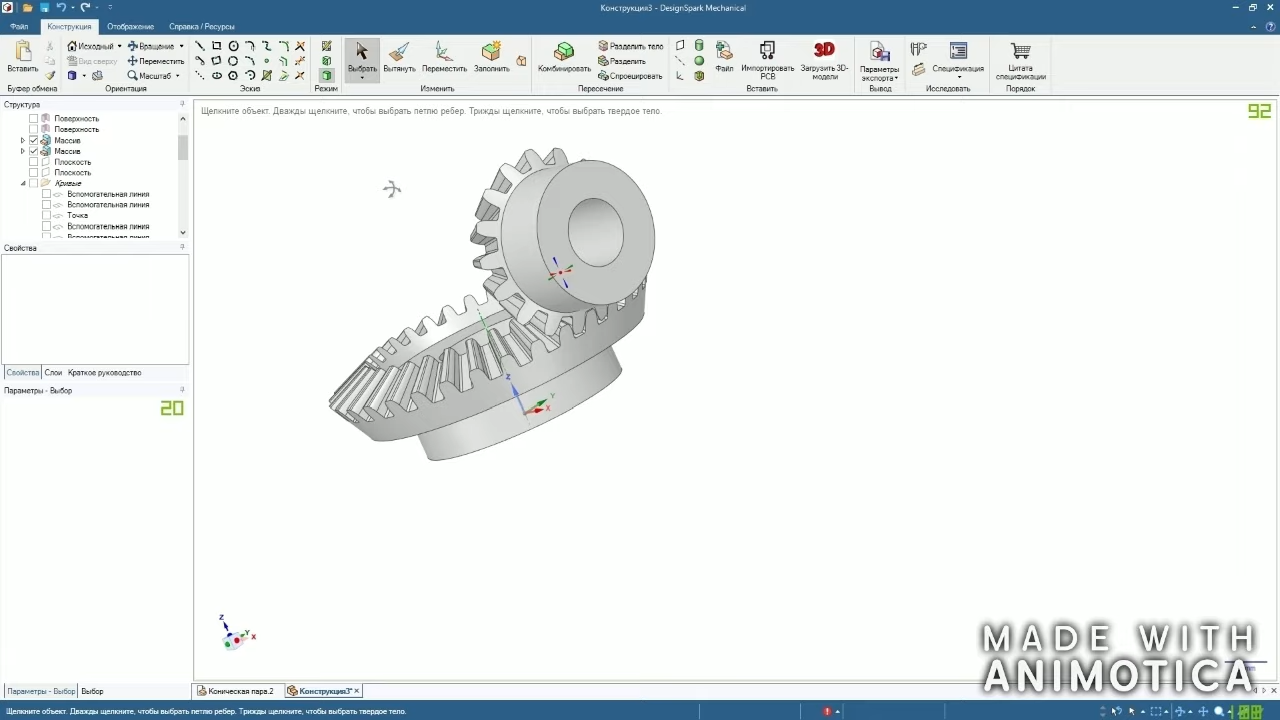 Конструкция3 - DesignSpark Mechanical
Файл Конструкция Отображение Справка / Ресурсы
Вставить
Буфер обмена
Исходный Вращение
Вид сверху Переместить
Масштаб
Ориентация
Эскиз
Режим
Выбрать Вытянуть Переместить Заполнить
Изменить
Комбинировать
Разделить тело
Разделить
Спроецировать
Пересечение
Файл Импортировать PCB
3D
Загрузить 3D-модели
Вставить
Параметры экспорта
Вывод
Спецификация
Исследовать
Цитата спецификации
Порядок
Структура
Поверхность
Поверхность
Массив
Массив
Плоскость
Плоскость
Кривые
Вспомогательная линия
Вспомогательная линия
Точка
Вспомогательная линия
Вспомогательная линия
Свойства
Свойства Слои Краткое руководство
Параметры - Выбор
20
Параметры - Выбор Выбор
Щелкните объект. Дважды щелкните, чтобы выбрать петлю ребер. Трижды щелкните, чтобы выбрать твердое тело.
92
Z
Y
X
Z
Y
X
MADE WITH
ANIMOTICA
Коническая пара.2 Конструкция3*
Щелкните объект. Дважды щелкните, чтобы выбрать петлю ребер. Трижды щелкните, чтобы выбрать твердое тело.